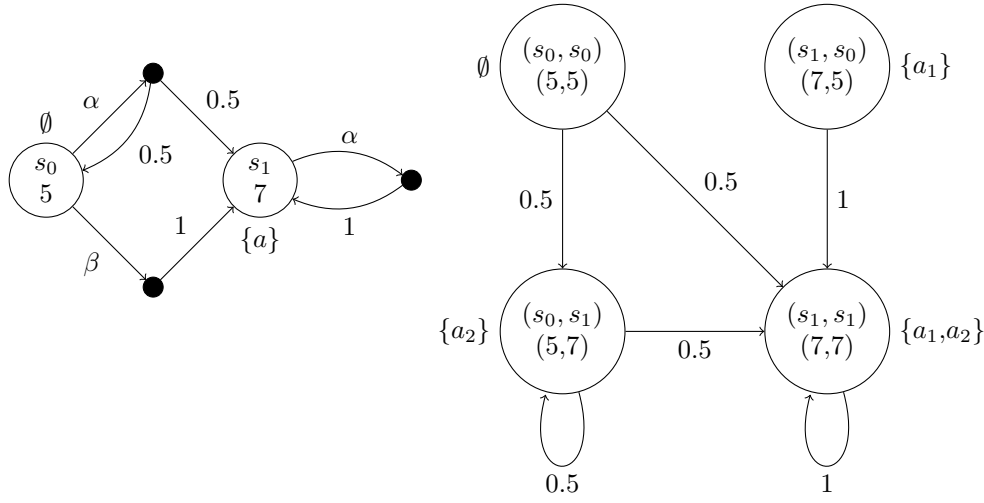 α
0.5
∅
s₀
5
0.5
s₁
7
α
1
{a}
β
1
∅
(s₀, s₀)
(5,5)
(s₁, s₀)
(7,5)
{a₁}
0.5
0.5
1
{a₂}
(s₀, s₁)
(5,7)
0.5
(s₁, s₁)
(7,7)
{a₁,a₂}
0.5
1